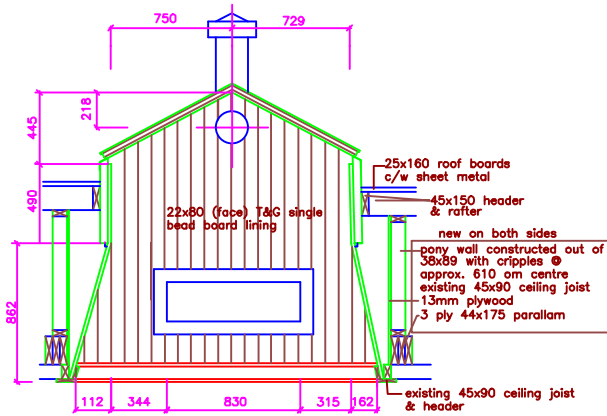 750
729
218
445
490
862
25x160 roof boards
c/w sheet metal
45x150 header
& rafter
22x80 (face) T&G single
bead board lining
new on both sides
pony wall constructed out of
38x89 with cripples @
approx. 610 om centre
existing 45x90 ceiling joist
13mm plywood
3 ply 44x175 parallam
existing 45x90 ceiling joist
& header
112
344
830
315
162